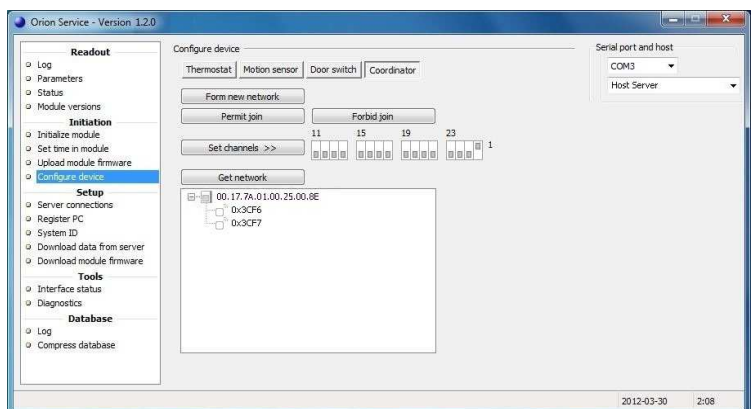 Orion Service - Version 1.2.0
Readout
Log
Parameters
Status
Module versions
Initiation
Initialize module
Set time in module
Upload module firmware
Configure device
Setup
Server connections
Register PC
System ID
Download data from server
Download module firmware
Tools
Interface status
Diagnostics
Database
Log
Compress database
Configure device
Thermostat Motion sensor Door switch Coordinator
Form new network
Permit join Forbid join
11 15 19 23
Set channels >> 1
Get network
00.17.7A.01.00.25.00.8E
0x3CF6
0x3CF7
Serial port and host
COM3
Host Server
2012-03-30 2:08